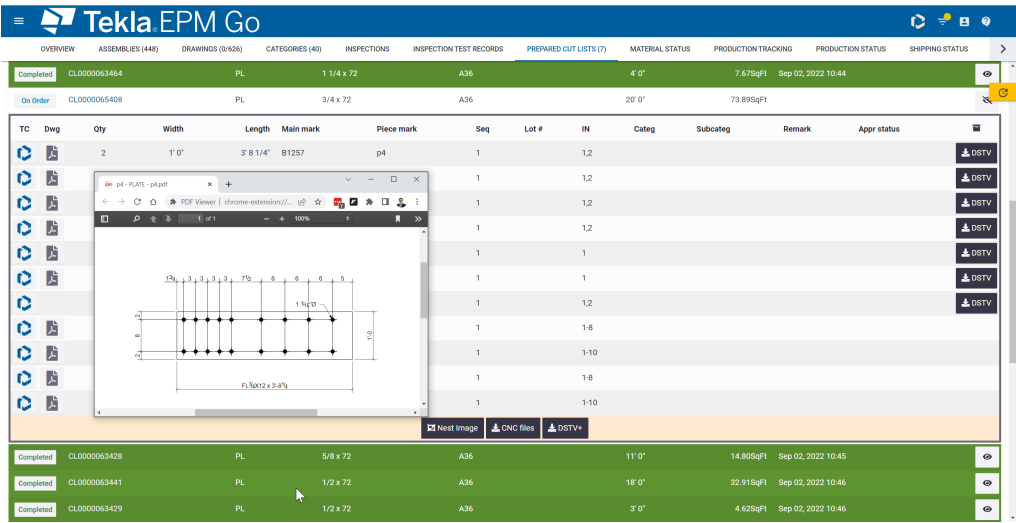 Tekla EPM Go
OVERVIEW ASSEMBLIES (448) DRAWINGS (0/626) CATEGORIES (40) INSPECTIONS INSPECTION TEST RECORDS PREPARED CUT LISTS (7) MATERIAL STATUS PRODUCTION TRACKING PRODUCTION STATUS SHIPPING STATUS
Completed CL0000063464 PL 1 1/4 x 72 A36 4' 0" 7.67SqFt Sep 02, 2022 10:44
On Order CL0000065408 PL 3/4 x 72 A36 20' 0" 73.89SqFt
TC Dwg Qty Width Length Main mark Piece mark Seq Lot # IN Categ Subcateg Remark Appr status
2 1' 0" 3' 8 1/4" B1257 p4 1 1,2 DSTV
1 1,2 DSTV
1 1,2 DSTV
1 1,2 DSTV
1 1 DSTV
1 1 DSTV
1 1,2 DSTV
1 1-8
1 1-10
1 1-8
1 1-10
p4 - PLATE - p4.pdf
PDF Viewer chrome-extension://...
1 of 1 100%
3 3 3 3 7½ 6 6 6 5
2
8
2
1'-0
Nest Image CNC files DSTV+
Completed CL0000063428 PL 5/8 x 72 A36 11' 0" 14.80SqFt Sep 02, 2022 10:45
Completed CL0000063441 PL 1/2 x 72 A36 18' 0" 32.91SqFt Sep 02, 2022 10:46
Completed CL0000063429 PL 1/2 x 72 A36 3' 0" 4.62SqFt Sep 02, 2022 10:46